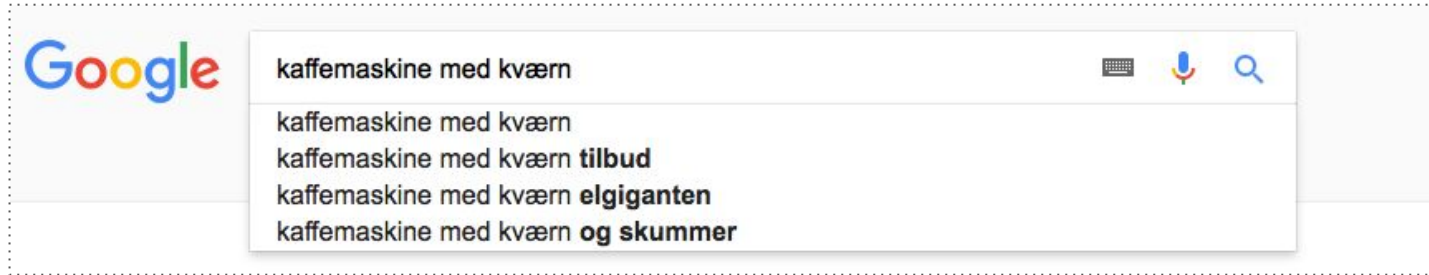 Google
kaffemaskine med kværn
kaffemaskine med kværn
kaffemaskine med kværn tilbud
kaffemaskine med kværn elgiganten
kaffemaskine med kværn og skummer